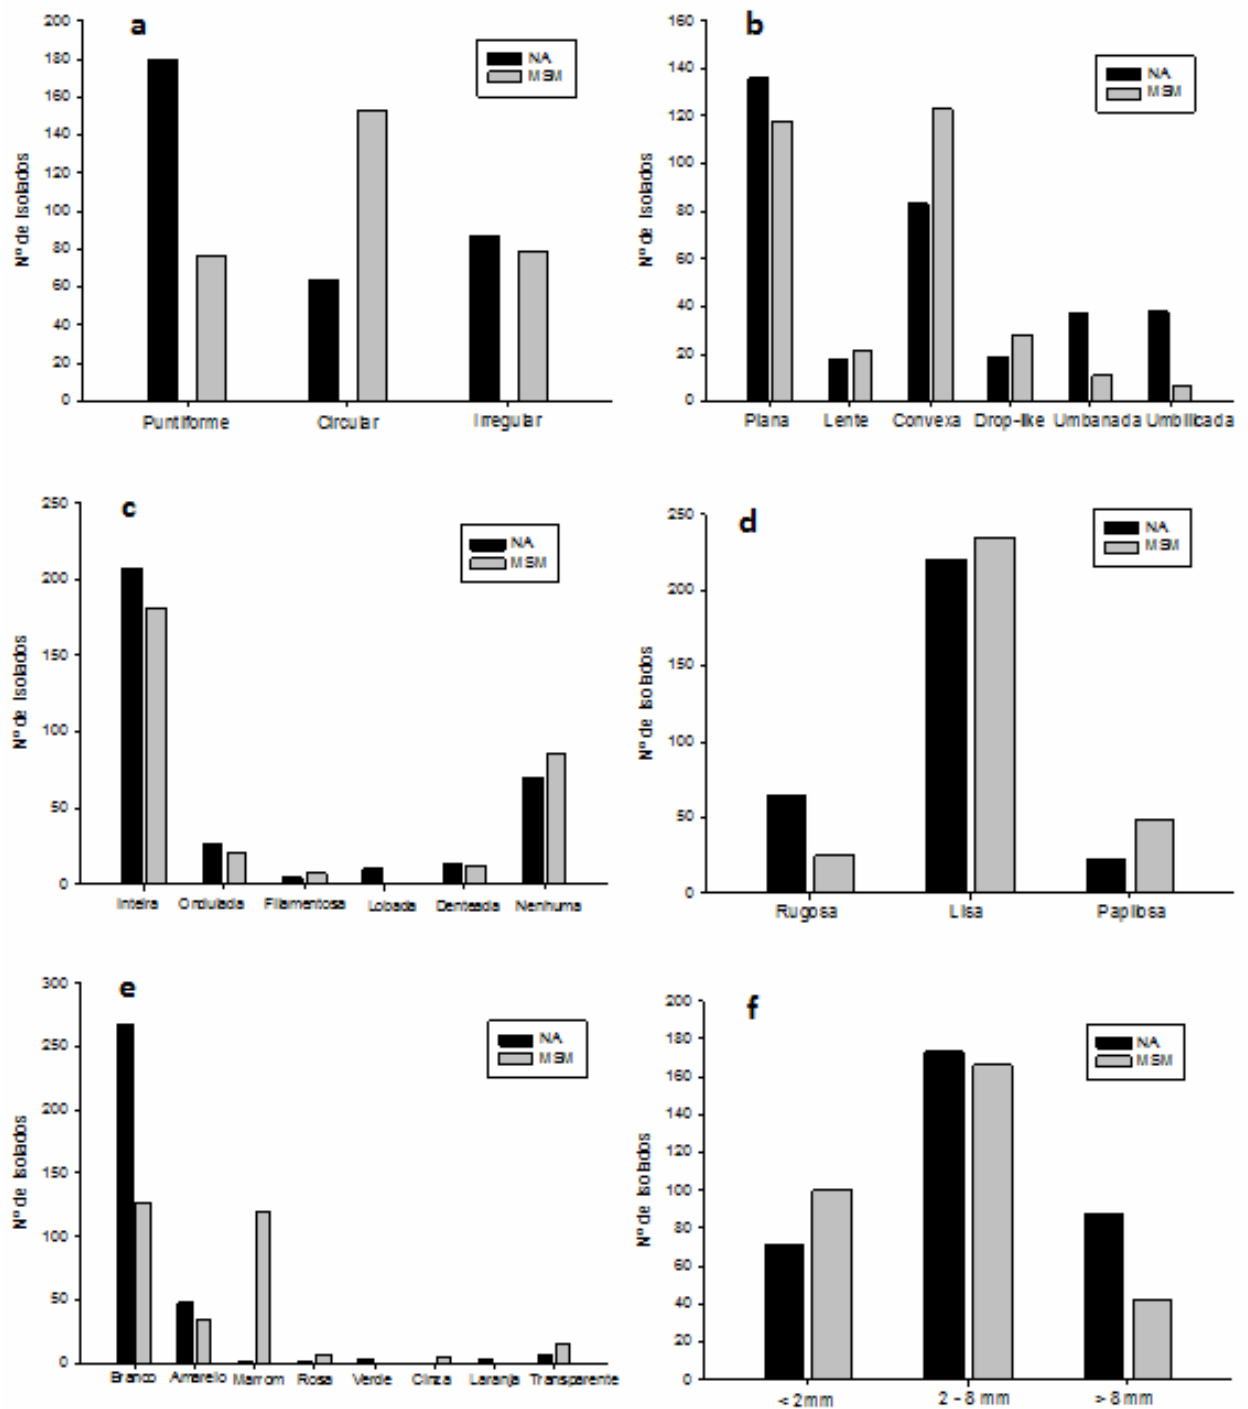 a
200
180
160
140
120
100
80
60
40
20
0
Nº de Isolados
NA
MSM
Puntiforme Circular Irregular
b
160
140
120
100
80
60
40
20
0
Nº de Isolados
NA
MSM
Plana Lente Convexa Drop-like Umbanada Umbilicada
c
250
200
150
100
50
0
Nº de Isolados
NA
MSM
Inteira Ondulada Filamentosa Lobada Denteada Nenhuma
d
250
200
150
100
50
0
Nº de Isolados
NA
MSM
Rugosa Lisa Papilosa
e
300
250
200
150
100
50
0
Nº de Isolados
NA
MSM
Branco Amarelo Marrom Rosa Verde Cinza Laranja Transparente
f
200
180
160
140
120
100
80
60
40
20
0
Nº de Isolados
NA
MSM
< 2mm 2 - 8 mm > 8 mm